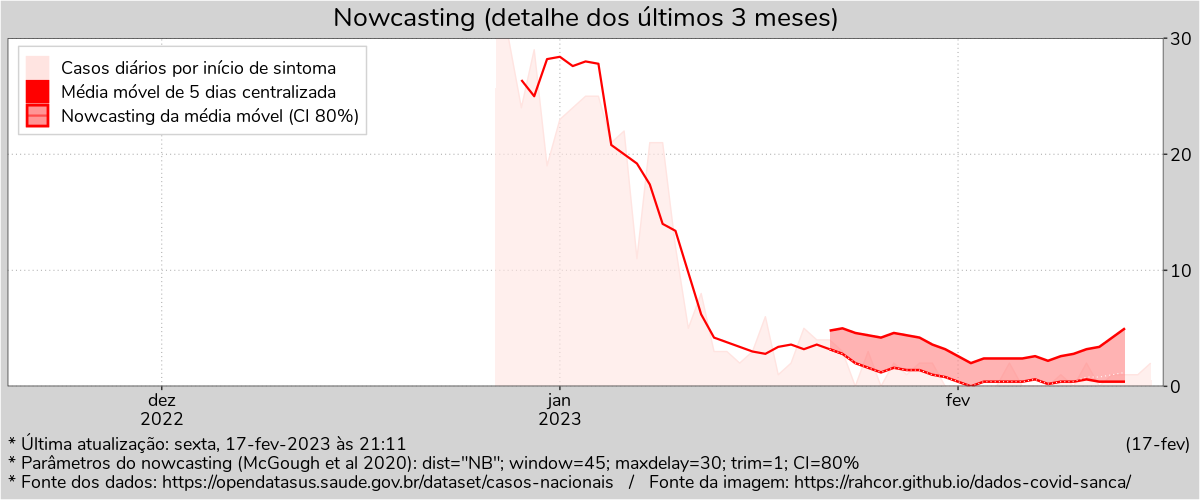 Nowcasting (detalhe dos últimos 3 meses)
Casos diários por início de sintoma
Média móvel de 5 dias centralizada
Nowcasting da média móvel (CI 80%)
30
20
10
0
dez
2022
jan
2023
fev
* Última atualização: sexta, 17-fev-2023 às 21:11
(17-fev)
* Parâmetros do nowcasting (McGough et al 2020): dist="NB"; window=45; maxdelay=30; trim=1; CI=80%
* Fonte dos dados: https://opendatasus.saude.gov.br/dataset/casos-nacionais / Fonte da imagem: https://rahcor.github.io/dados-covid-sanca/